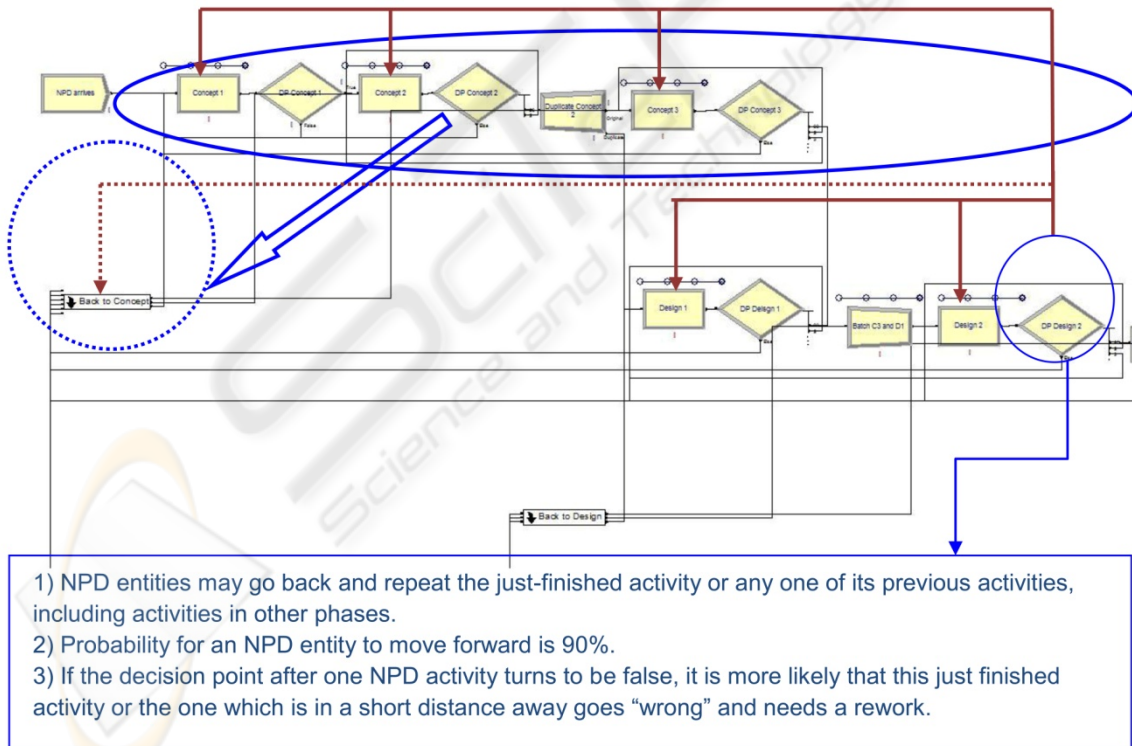 NPD arrives
Concept 1
DP Concept 1
False
Concept 2
DP Concept 2
Else
Duplicate Concept
2
Original
Duplicate
Concept 3
DP Concept 3
Else
Back to Concept
Design 1
DP Design 1
Else
Batch C3 and D1
Design 2
DP Design 2
Else
Back to Design
Science and Technology
1) NPD entities may go back and repeat the just-finished activity or any one of its previous activities,
including activities in other phases.
2) Probability for an NPD entity to move forward is 90%.
3) If the decision point after one NPD activity turns to be false, it is more likely that this just finished
activity or the one which is in a short distance away goes “wrong” and needs a rework.